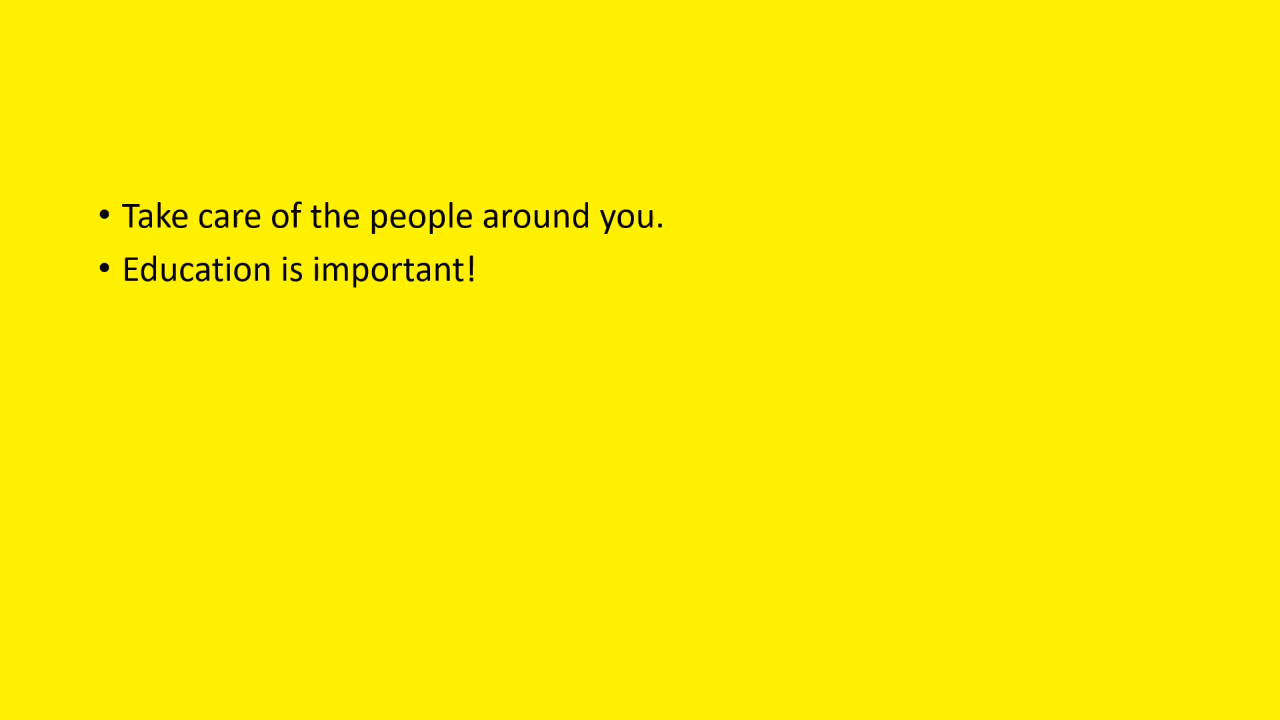 • Take care of the people around you.
• Education is important!